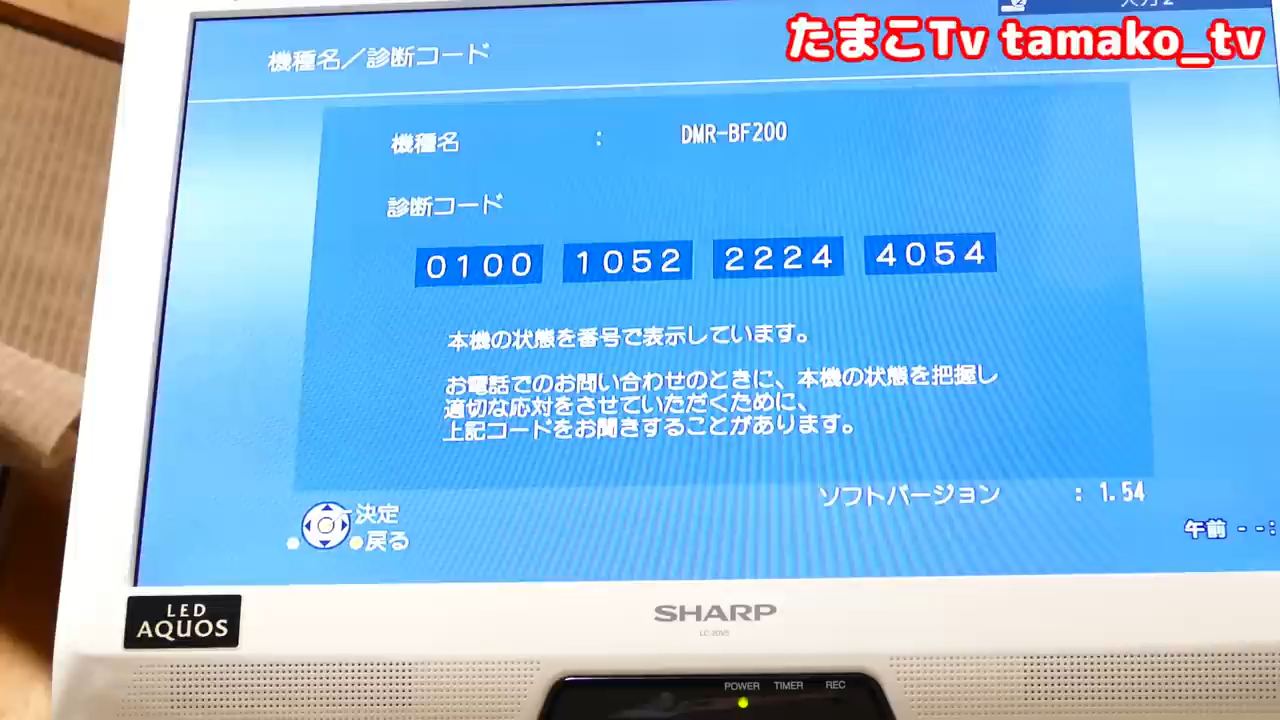 入力2
たまこTv tamako_tv
機種名／診断コード
機種名 : DMR-BF200
診断コード
0100 1052 2224 4054
本機の状態を番号で表示しています。
お電話でのお問い合わせのときに、本機の状態を把握し
適切な応対をさせていただくために、
上記コードをお聞きすることがあります。
ソフトバージョン : 1.54
決定
戻る
午前 --:
LED
AQUOS
SHARP
POWER TIMER REC